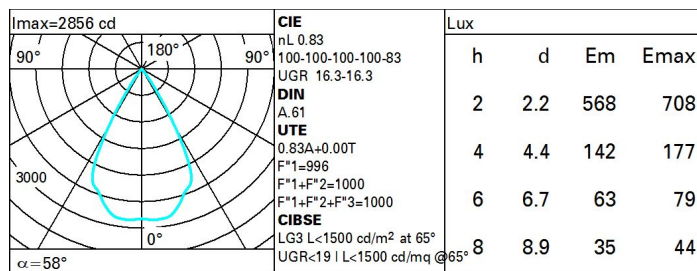 Imax=2856 cd
90°
180°
90°
3000
0°
α=58°
CIE
nL 0.83
100-100-100-100-83
UGR 16.3-16.3
DIN
A.61
UTE
0.83A+0.00T
F"1=996
F"1+F"2=1000
F"1+F"2+F"3=1000
CIBSE
LG3 L<1500 cd/m² at 65°
UGR<19 | L<1500 cd/mq @65°
Lux
h d Em Emax
2 2.2 568 708
4 4.4 142 177
6 6.7 63 79
8 8.9 35 44